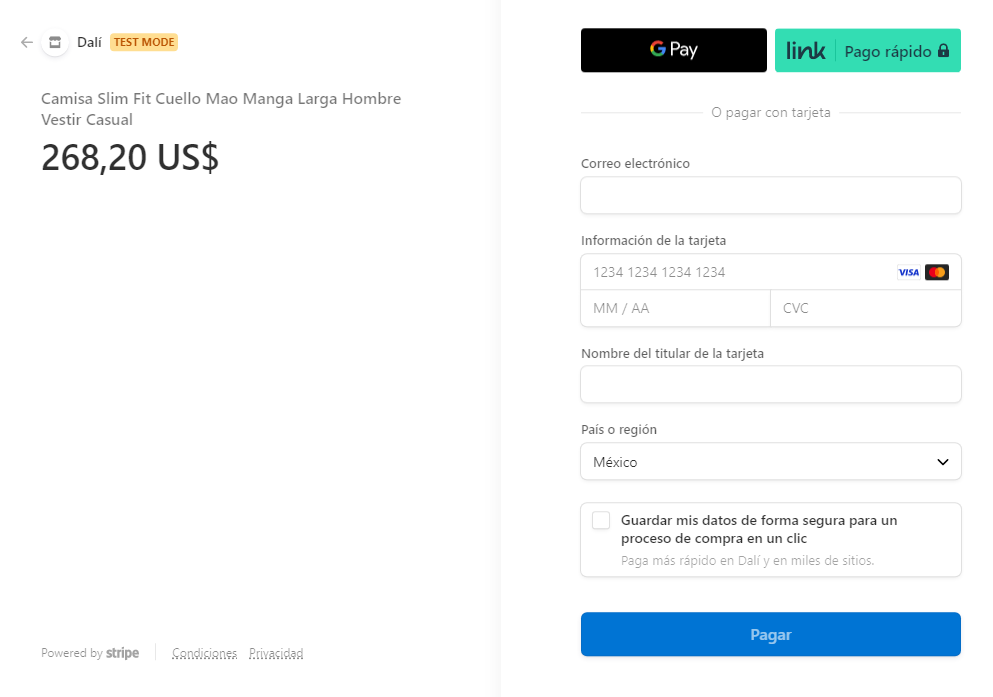 Dalí TEST MODE
Camisa Slim Fit Cuello Mao Manga Larga Hombre
Vestir Casual
268,20 US$
Powered by stripe
Condiciones Privacidad
G Pay
link Pago rápido
O pagar con tarjeta
Correo electrónico
Información de la tarjeta
1234 1234 1234 1234 VISA
MM / AA CVC
Nombre del titular de la tarjeta
País o región
México
Guardar mis datos de forma segura para un
proceso de compra en un clic
Paga más rápido en Dalí y en miles de sitios.
Pagar